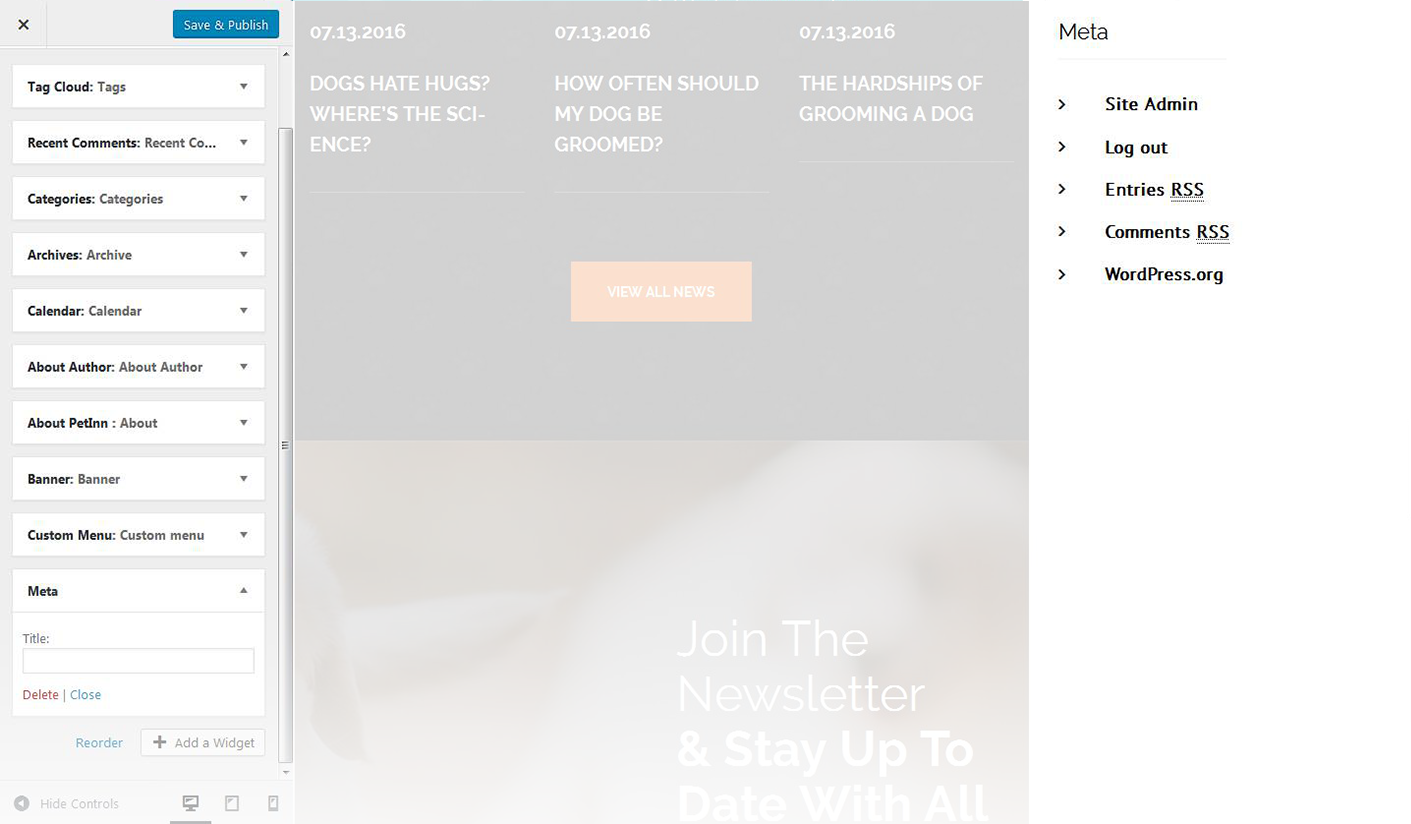 Save & Publish
Tag Cloud: Tags
Recent Comments: Recent Co...
Categories: Categories
Archives: Archive
Calendar: Calendar
About Author: About Author
About PetInn : About
Banner: Banner
Custom Menu: Custom menu
Meta
Title:
Delete | Close
Reorder
Add a Widget
Hide Controls
07.13.2016
DOGS HATE HUGS?
WHERE'S THE SCI-
ENCE?
07.13.2016
HOW OFTEN SHOULD
MY DOG BE
GROOMED?
07.13.2016
THE HARDSHIPS OF
GROOMING A DOG
VIEW ALL NEWS
Join The
Newsletter
& Stay Up To
Date With All
Meta
Site Admin
Log out
Entries RSS
Comments RSS
WordPress.org